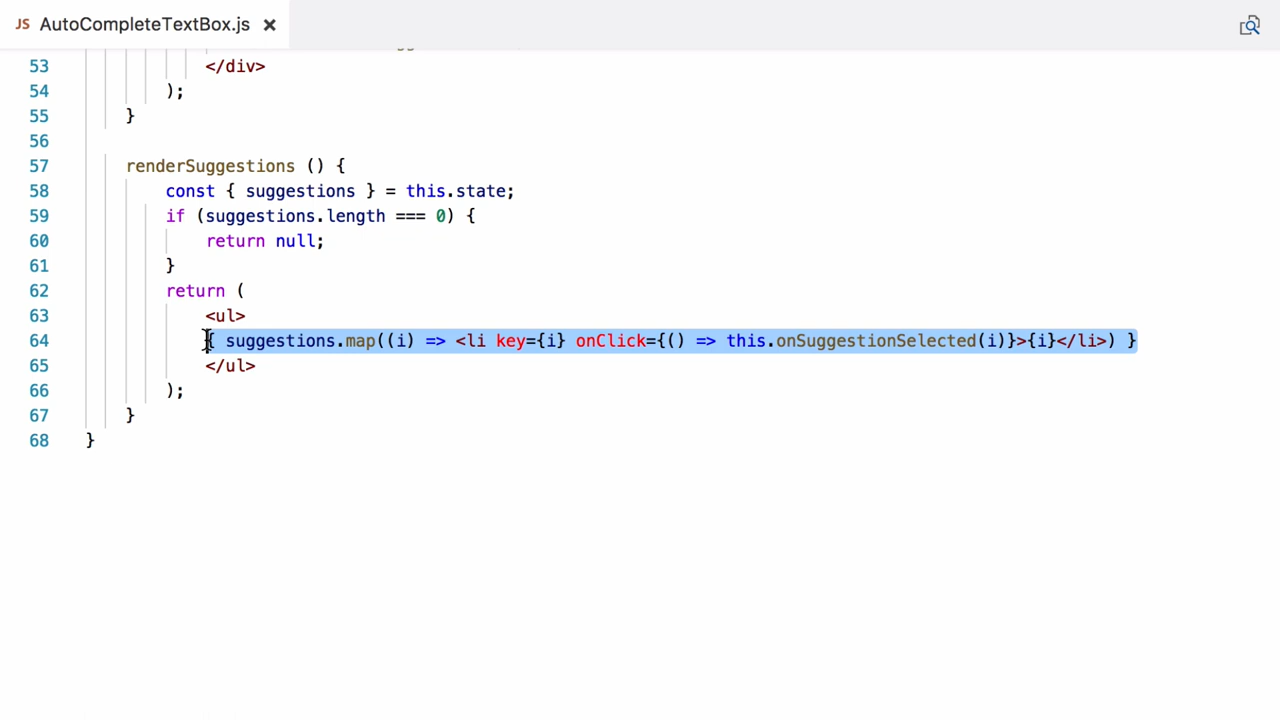 JS AutoCompleteTextBox.js ×
53 </div>
54 );
55 }
56
57 renderSuggestions () {
58 const { suggestions } = this.state;
59 if (suggestions.length === 0) {
60 return null;
61 }
62 return (
63 <ul>
64 { suggestions.map((i) => <li key={i} onClick={() => this.onSuggestionSelected(i)}>{i}</li>) }
65 </ul>
66 );
67 }
68 }